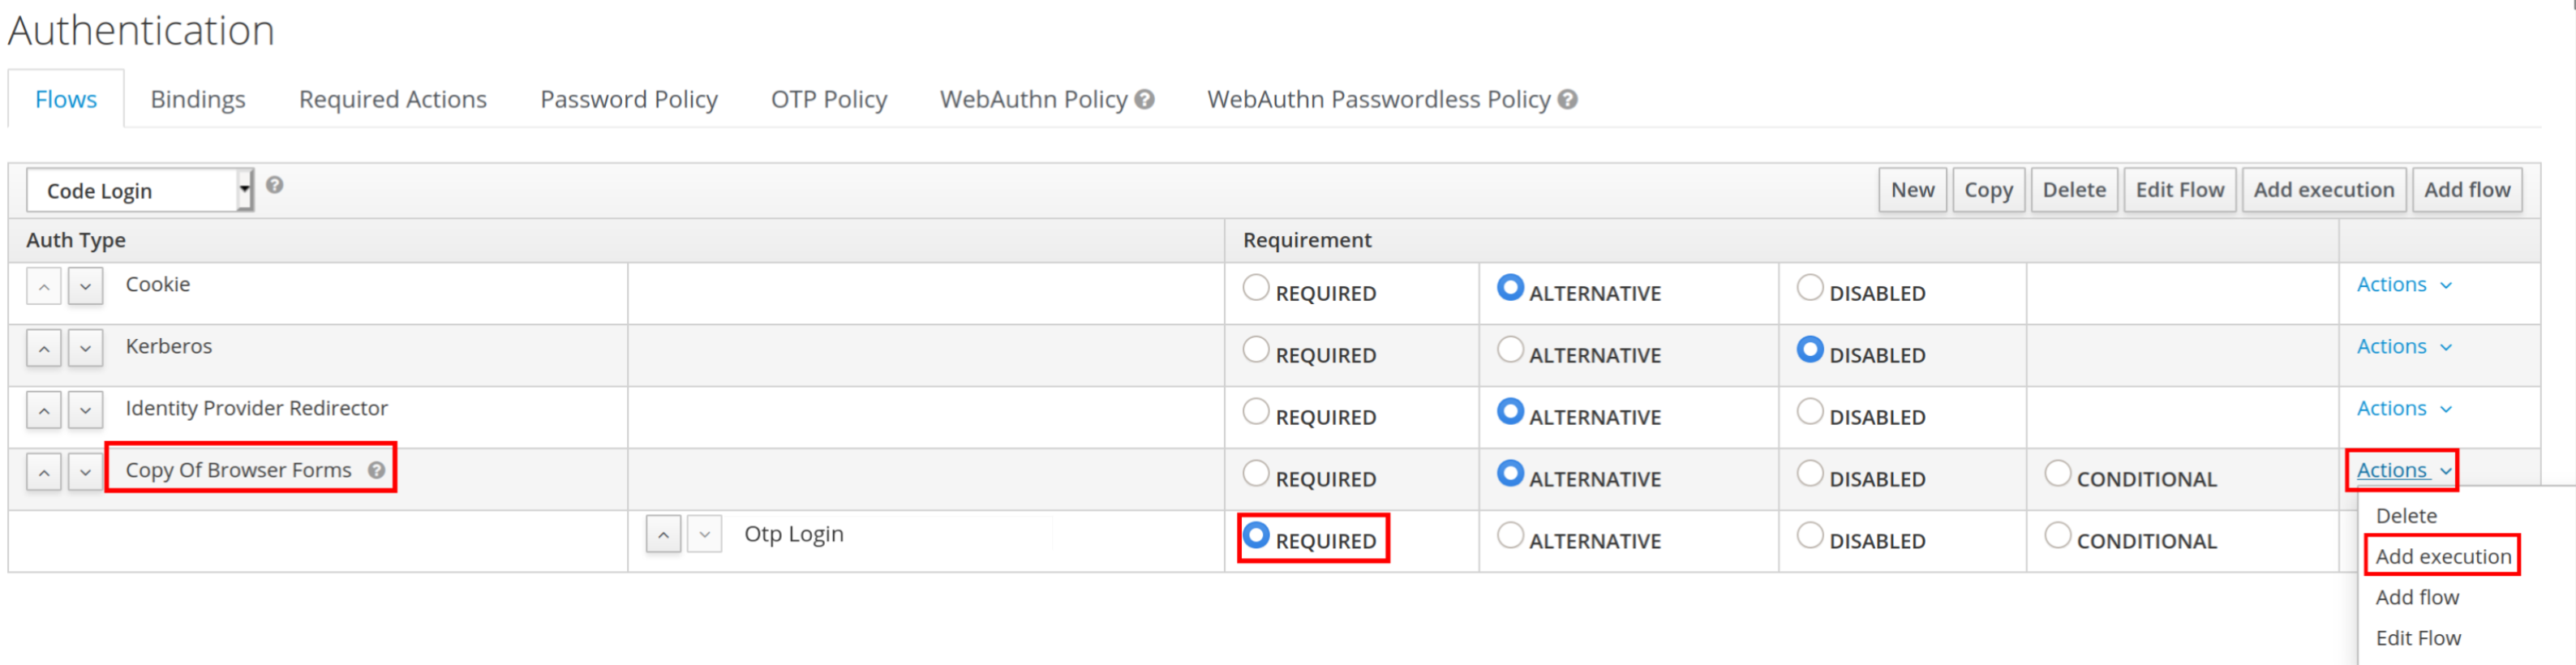 Authentication
Flows Bindings Required Actions Password Policy OTP Policy WebAuthn Policy ? WebAuthn Passwordless Policy ?
Code Login ? New Copy Delete Edit Flow Add execution Add flow
Auth Type Requirement
Cookie REQUIRED ALTERNATIVE DISABLED Actions
Kerberos REQUIRED ALTERNATIVE DISABLED Actions
Identity Provider Redirector REQUIRED ALTERNATIVE DISABLED Actions
Copy Of Browser Forms ? REQUIRED ALTERNATIVE DISABLED CONDITIONAL Actions
Otp Login REQUIRED ALTERNATIVE DISABLED CONDITIONAL
Delete
Add execution
Add flow
Edit Flow